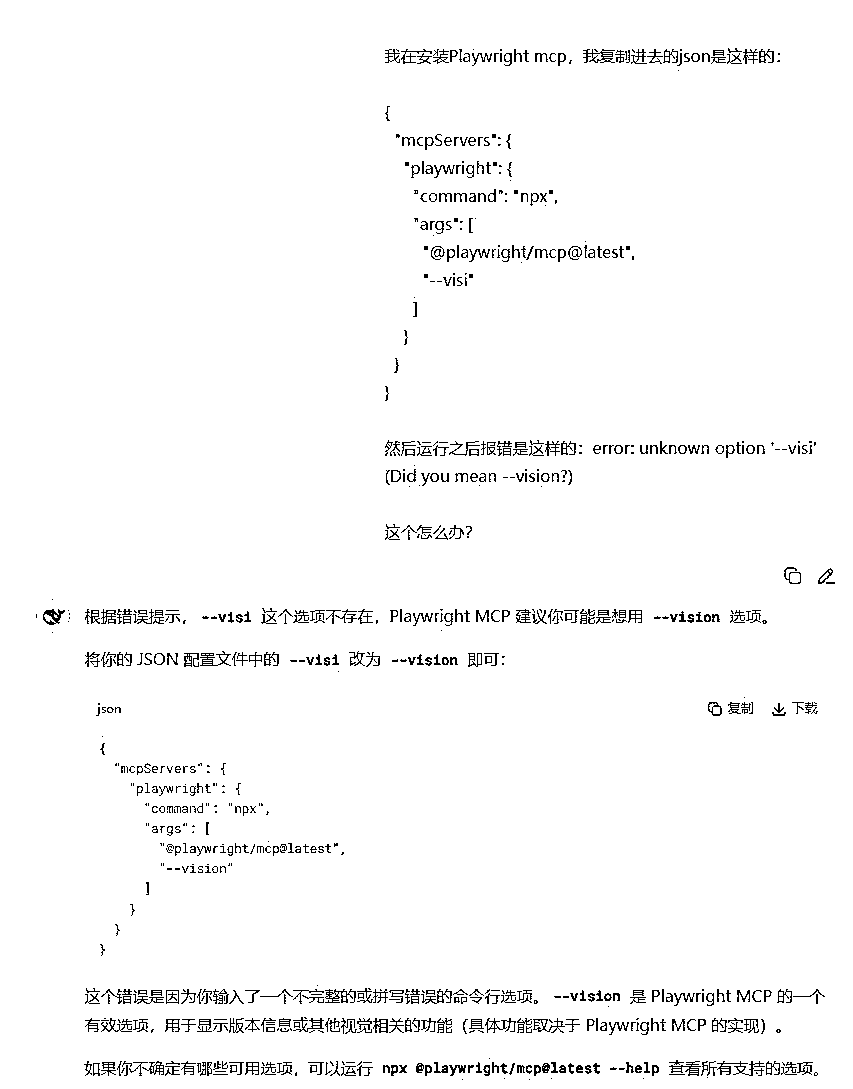 我在安装Playwright mcp，我复制进去的json是这样的：
{
"mcpServers": {
"playwright": {
"command": "npx",
"args": [
"@playwright/mcp@latest",
"--visi"
]
}
}
}
然后运行之后报错是这样的：error: unknown option '--visi'
(Did you mean --vision?)
这个怎么办？
根据错误提示，--visi 这个选项不存在，Playwright MCP 建议你可能是想用 --vision 选项。
将你的 JSON 配置文件中的 --visi 改为 --vision 即可：
json 复制 下载
{
"mcpServers": {
"playwright": {
"command": "npx",
"args": [
"@playwright/mcp@latest",
"--vision"
]
}
}
}
这个错误是因为你输入了一个不完整的或拼写错误的命令行选项。--vision 是 Playwright MCP 的一个
有效选项，用于显示版本信息或其他视觉相关的功能（具体功能取决于 Playwright MCP 的实现）。
如果你不确定有哪些可用选项，可以运行 npx @playwright/mcp@latest --help 查看所有支持的选项。